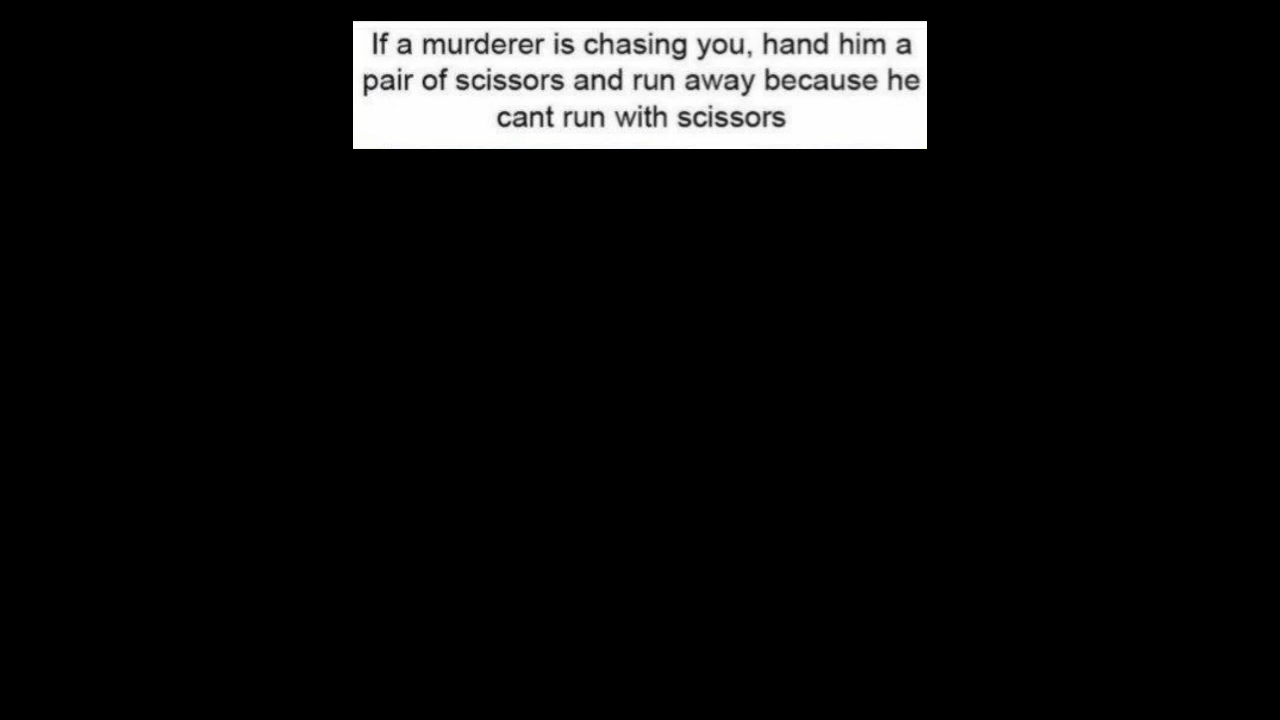 If a murderer is chasing you, hand him a
pair of scissors and run away because he
cant run with scissors